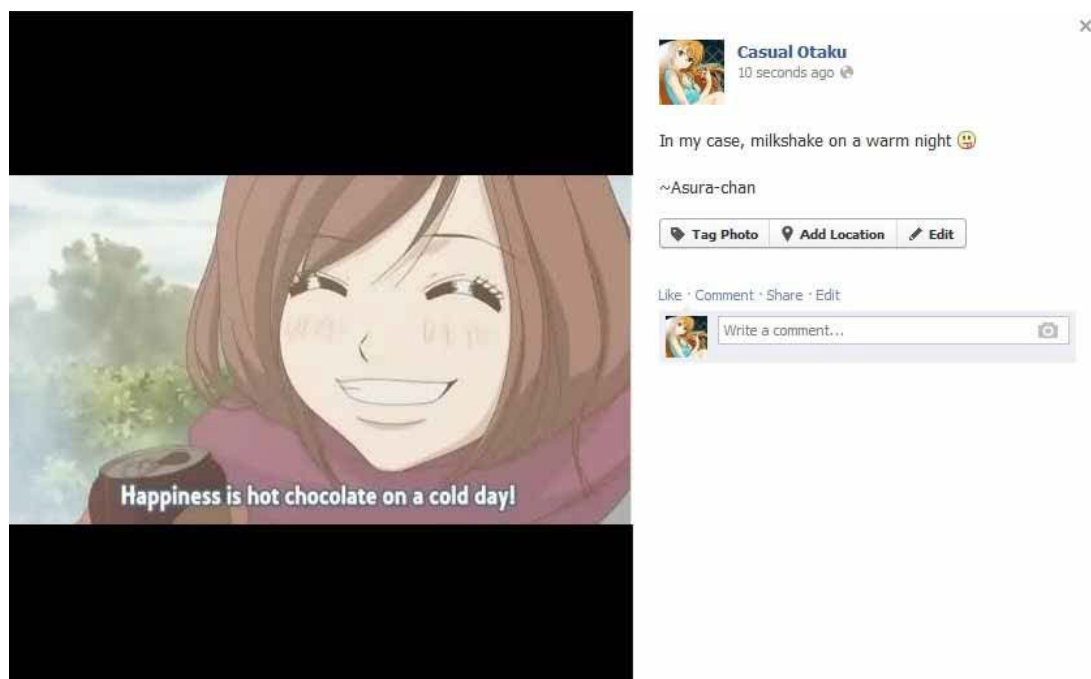 Happiness is hot chocolate on a cold day!
Casual Otaku
10 seconds ago
In my case, milkshake on a warm night
~Asura-chan
Tag Photo Add Location Edit
Like · Comment · Share · Edit
Write a comment...